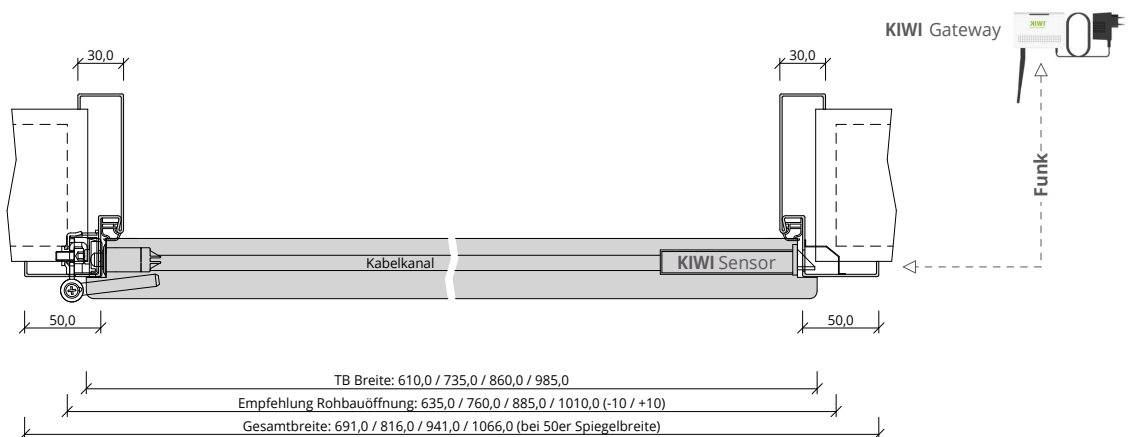 KIWI Gateway
KIWI
30,0
30,0
Funk
Kabelkanal
KIWI Sensor
50,0
50,0
TB Breite: 610,0 / 735,0 / 860,0 / 985,0
Empfehlung Rohbauöffnung: 635,0 / 760,0 / 885,0 / 1010,0 (-10 / +10)
Gesamtbreite: 691,0 / 816,0 / 941,0 / 1066,0 (bei 50er Spiegelbreite)